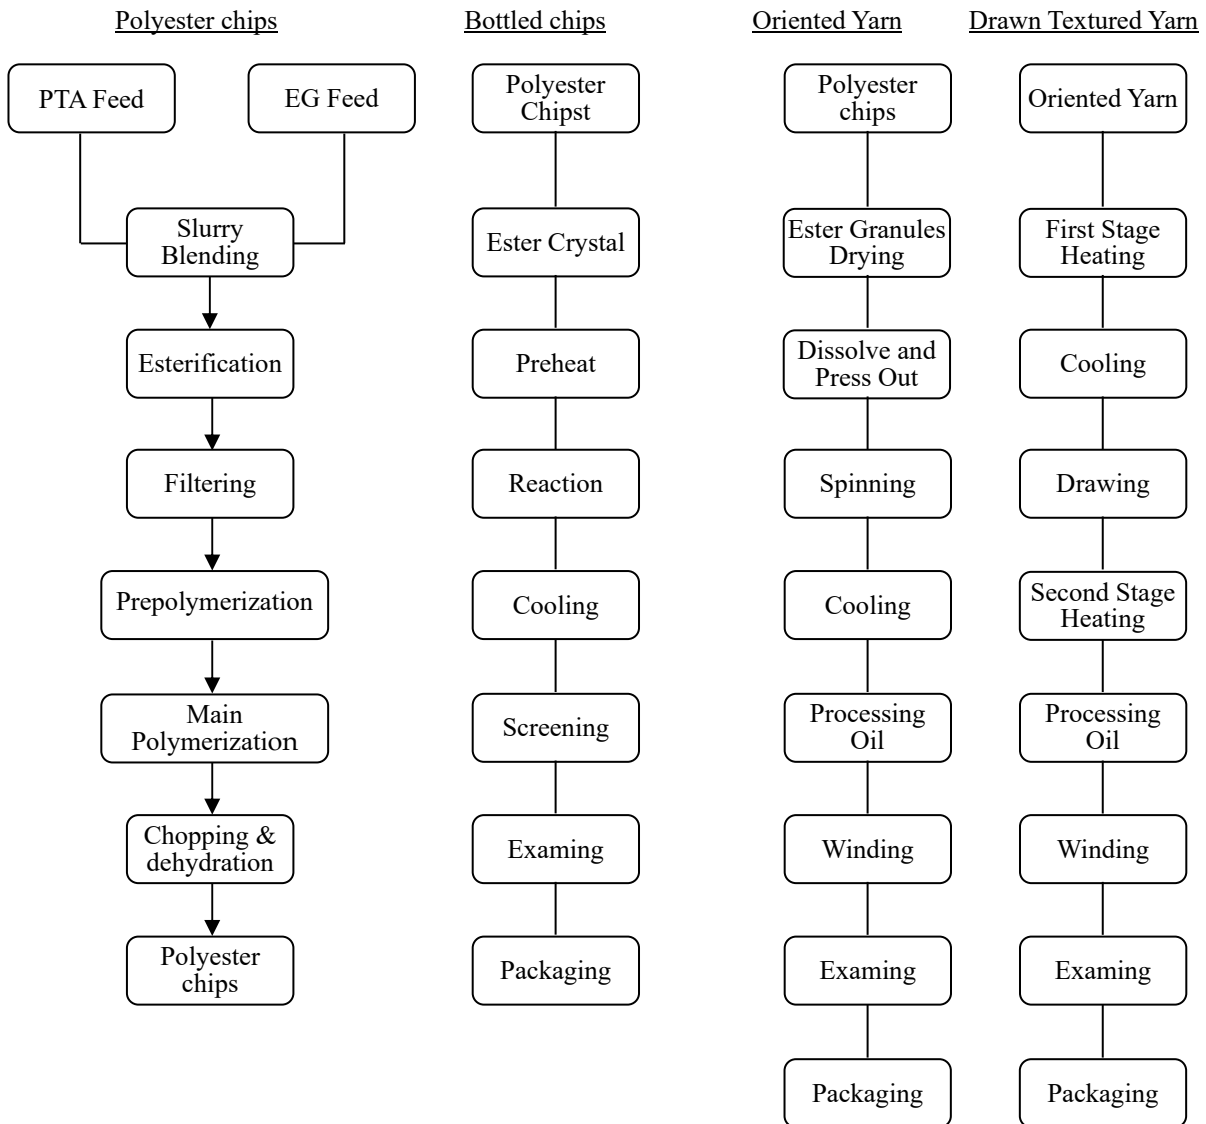 Polyester chips
PTA Feed
EG Feed
Slurry
Blending
Esterification
Filtering
Prepolymerization
Main
Polymerization
Chopping &
dehydration
Polyester
chips
Bottled chips
Polyester
Chipst
Ester Crystal
Preheat
Reaction
Cooling
Screening
Examing
Packaging
Oriented Yarn
Polyester
chips
Ester Granules
Drying
Dissolve and
Press Out
Spinning
Cooling
Processing
Oil
Winding
Examing
Packaging
Drawn Textured Yarn
Oriented Yarn
First Stage
Heating
Cooling
Drawing
Second Stage
Heating
Processing
Oil
Winding
Examing
Packaging